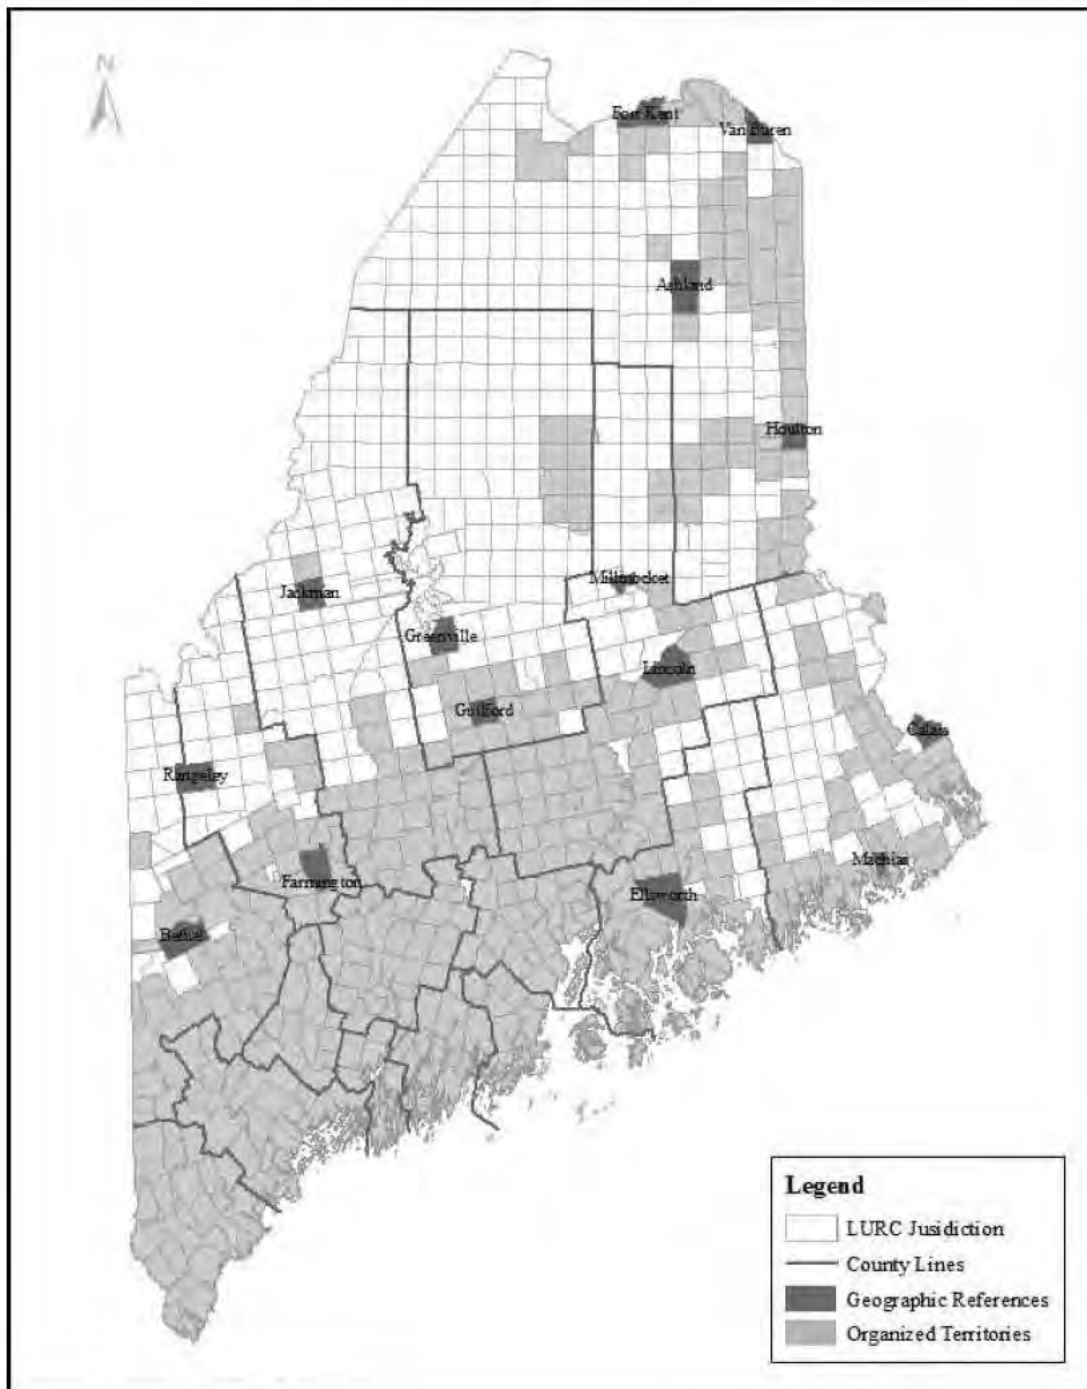 N
Fort Kent
Van Buren
Ashland
Houlton
Millinocket
Jackman
Greenville
Lincoln
Guilford
Calais
Rangeley
Machias
Farmington
Ellsworth
Bethel
Legend
LURC Jusidiction
County Lines
Geographic References
Organized Territories